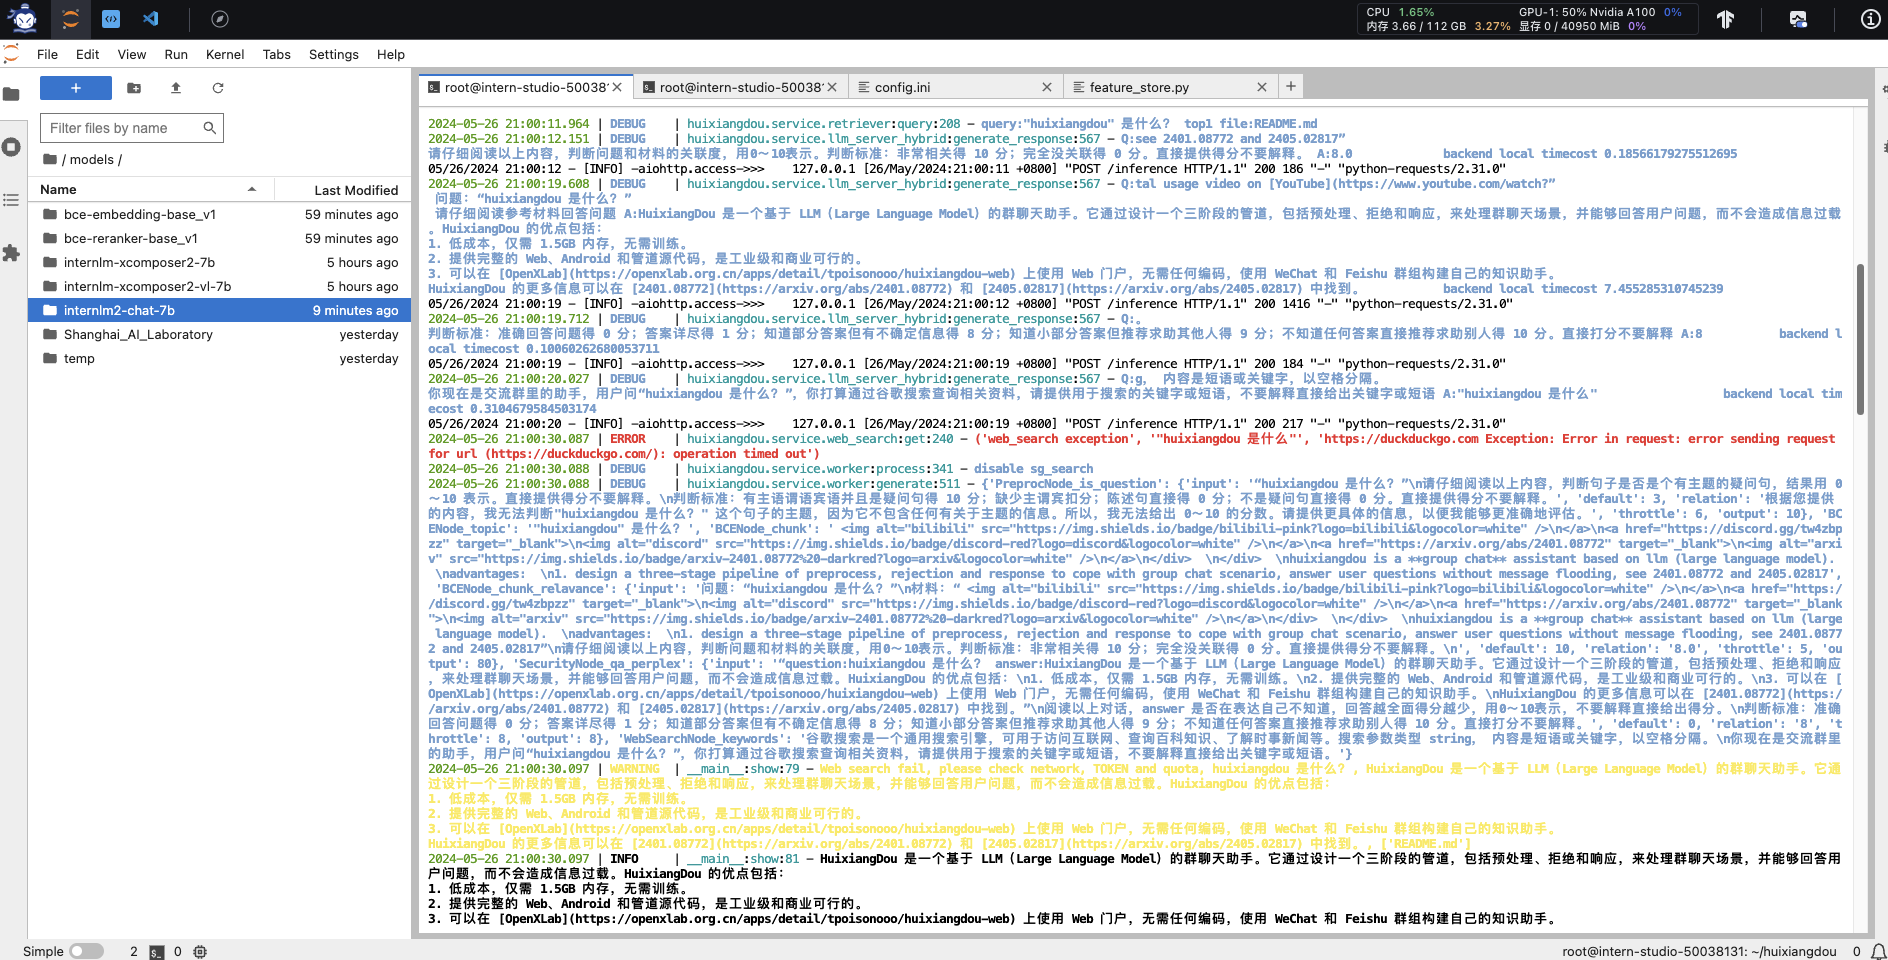 CPU 1.65% GPU-1: 50% Nvidia A100 0%
内存 3.66 / 112 GB 3.27% 显存 0 / 40950 MiB 0%
File Edit View Run Kernel Tabs Settings Help
root@intern-studio-50038
root@intern-studio-50038
config.ini
feature_store.py
+
Filter files by name
/ models /
Name Last Modified
bce-embedding-base_v1 59 minutes ago
bce-reranker-base_v1 59 minutes ago
internlm-xcomposer2-7b 5 hours ago
internlm-xcomposer2-vl-7b 5 hours ago
internlm2-chat-7b 9 minutes ago
Shanghai_AI_Laboratory yesterday
temp yesterday
2024-05-26 21:00:11.964 | DEBUG | huixiangdou.service.retriever:query:208 - query:"huixiangdou" 是什么? top1 file:README.md
2024-05-26 21:00:12.151 | DEBUG | huixiangdou.service.llm_server_hybrid:generate_response:567 - Q:see 2401.08772 and 2405.02817”
请仔细阅读以上内容，判断问题和材料的关联度，用0～10表示。判断标准：非常相关得 10 分；完全没关联得 0 分。直接提供得分不要解释。 A:8.0 backend local timecost 0.18566179275512695
05/26/2024 21:00:12 - [INFO] -aiohttp.access->>> 127.0.0.1 [26/May/2024:21:00:11 +0800] "POST /inference HTTP/1.1" 200 186 "-" "python-requests/2.31.0"
2024-05-26 21:00:19.608 | DEBUG | huixiangdou.service.llm_server_hybrid:generate_response:567 - Q:tal usage video on [YouTube](https://www.youtube.com/watch?”
问题：“huixiangdou 是什么？”
请仔细阅读参考材料回答问题 A:HuixiangDou 是一个基于 LLM（Large Language Model）的群聊天助手。它通过设计一个三阶段的管道，包括预处理、拒绝和响应，来处理群聊天场景，并能够回答用户问题，而不会造成信息过载
。HuixiangDou 的优点包括：
1. 低成本，仅需 1.5GB 内存，无需训练。
2. 提供完整的 Web、Android 和管道源代码，是工业级和商业可行的。
3. 可以在 [OpenXLab](https://openxlab.org.cn/apps/detail/tpoisonooo/huixiangdou-web) 上使用 Web 门户，无需任何编码，使用 WeChat 和 Feishu 群组构建自己的知识助手。
HuixiangDou 的更多信息可以在 [2401.08772](https://arxiv.org/abs/2401.08772) 和 [2405.02817](https://arxiv.org/abs/2405.02817) 中找到。 backend local timecost 7.455285310745239
05/26/2024 21:00:19 - [INFO] -aiohttp.access->>> 127.0.0.1 [26/May/2024:21:00:12 +0800] "POST /inference HTTP/1.1" 200 1416 "-" "python-requests/2.31.0"
2024-05-26 21:00:19.712 | DEBUG | huixiangdou.service.llm_server_hybrid:generate_response:567 - Q:。
判断标准：准确回答问题得 0 分；答案详尽得 1 分；知道部分答案但有不确定信息得 8 分；知道小部分答案但推荐求助其他人得 9 分；不知道任何答案直接推荐求助别人得 10 分。直接打分不要解释 A:8 backend l
ocal timecost 0.10060262680053711
05/26/2024 21:00:19 - [INFO] -aiohttp.access->>> 127.0.0.1 [26/May/2024:21:00:19 +0800] "POST /inference HTTP/1.1" 200 184 "-" "python-requests/2.31.0"
2024-05-26 21:00:20.027 | DEBUG | huixiangdou.service.llm_server_hybrid:generate_response:567 - Q:g， 内容是短语或关键字，以空格分隔。
你现在是交流群里的助手，用户问“huixiangdou 是什么？”，你打算通过谷歌搜索查询相关资料，请提供用于搜索的关键字或短语，不要解释直接给出关键字或短语 A:"huixiangdou 是什么" backend local tim
ecost 0.3104679584503174
05/26/2024 21:00:20 - [INFO] -aiohttp.access->>> 127.0.0.1 [26/May/2024:21:00:19 +0800] "POST /inference HTTP/1.1" 200 217 "-" "python-requests/2.31.0"
2024-05-26 21:00:30.087 | ERROR | huixiangdou.service.web_search:get:240 - ('web_search exception', '"huixiangdou 是什么"', 'https://duckduckgo.com Exception: Error in request: error sending request
for url (https://duckduckgo.com/): operation timed out')
2024-05-26 21:00:30.088 | DEBUG | huixiangdou.service.worker:process:341 - disable sg_search
2024-05-26 21:00:30.088 | DEBUG | huixiangdou.service.worker:generate:511 - {'PreprocNode_is_question': {'input': '“huixiangdou 是什么？”\n请仔细阅读以上内容，判断句子是否是个有主题的疑问句，结果用 0
～10 表示。直接提供得分不要解释。\n判断标准：有主语谓语宾语并且是疑问句得 10 分；缺少主谓宾扣分；陈述句直接得 0 分；不是疑问句直接得 0 分。直接提供得分不要解释。', 'default': 3, 'relation': '根据您提供
的内容，我无法判断"huixiangdou 是什么？" 这个句子的主题，因为它不包含任何有关于主题的信息。所以，我无法给出 0～10 的分数。请提供更具体的信息，以便我能够更准确地评估。', 'throttle': 6, 'output': 10}, 'BC
ENode_topic': '"huixiangdou" 是什么? ', 'BCENode_chunk': ' <img alt="bilibili" src="https://img.shields.io/badge/bilibili-pink?logo=bilibili&logocolor=white" />\n</a>\n<a href="https://discord.gg/tw4zbp
zz" target="_blank">\n<img alt="discord" src="https://img.shields.io/badge/discord-red?logo=discord&logocolor=white" />\n</a>\n<a href="https://arxiv.org/abs/2401.08772" target="_blank">\n<img alt="arxi
v" src="https://img.shields.io/badge/arxiv-2401.08772%20-darkred?logo=arxiv&logocolor=white" />\n</a>\n</div>  \n</div>  \nhuixiangdou is a **group chat** assistant based on llm (large language model).
\nadvantages:  \n1. design a three-stage pipeline of preprocess, rejection and response to cope with group chat scenario, answer user questions without message flooding, see 2401.08772 and 2405.02817',
'BCENode_chunk_relavance': {'input': '问题：“huixiangdou 是什么？”\n材料：“ <img alt="bilibili" src="https://img.shields.io/badge/bilibili-pink?logo=bilibili&logocolor=white" />\n</a>\n<a href="https:/
/discord.gg/tw4zbpzz" target="_blank">\n<img alt="discord" src="https://img.shields.io/badge/discord-red?logo=discord&logocolor=white" />\n</a>\n<a href="https://arxiv.org/abs/2401.08772" target="_blank
">\n<img alt="arxiv" src="https://img.shields.io/badge/arxiv-2401.08772%20-darkred?logo=arxiv&logocolor=white" />\n</a>\n</div>  \n</div>  \nhuixiangdou is a **group chat** assistant based on llm (large
language model).  \nadvantages:  \n1. design a three-stage pipeline of preprocess, rejection and response to cope with group chat scenario, answer user questions without message flooding, see 2401.0877
2 and 2405.02817”\n请仔细阅读以上内容，判断问题和材料的关联度，用0～10表示。判断标准：非常相关得 10 分；完全没关联得 0 分。直接提供得分不要解释。\n', 'default': 10, 'relation': '8.0', 'throttle': 5, 'ou
tput': 80}, 'SecurityNode_qa_perplex': {'input': '“question:huixiangdou 是什么? answer:HuixiangDou 是一个基于 LLM（Large Language Model）的群聊天助手。它通过设计一个三阶段的管道，包括预处理、拒绝和响应
，来处理群聊天场景，并能够回答用户问题，而不会造成信息过载。HuixiangDou 的优点包括：\n1. 低成本，仅需 1.5GB 内存，无需训练。\n2. 提供完整的 Web、Android 和管道源代码，是工业级和商业可行的。\n3. 可以在 [
OpenXLab](https://openxlab.org.cn/apps/detail/tpoisonooo/huixiangdou-web) 上使用 Web 门户，无需任何编码，使用 WeChat 和 Feishu 群组构建自己的知识助手。\nHuixiangDou 的更多信息可以在 [2401.08772](https:/
/arxiv.org/abs/2401.08772) 和 [2405.02817](https://arxiv.org/abs/2405.02817) 中找到。”\n阅读以上对话，answer 是否在表达自己不知道，回答越全面得分越少，用0～10表示，不要解释直接给出得分。\n判断标准：准确
回答问题得 0 分；答案详尽得 1 分；知道部分答案但有不确定信息得 8 分；知道小部分答案但推荐求助其他人得 9 分；不知道任何答案直接推荐求助别人得 10 分。直接打分不要解释。', 'default': 0, 'relation': '8', 't
hrottle': 8, 'output': 8}, 'WebSearchNode_keywords': '谷歌搜索是一个通用搜索引擎，可用于访问互联网、查询百科知识、了解时事新闻等。搜索参数类型 string， 内容是短语或关键字，以空格分隔。\n你现在是交流群里
的助手，用户问“huixiangdou 是什么？”，你打算通过谷歌搜索查询相关资料，请提供用于搜索的关键字或短语，不要解释直接给出关键字或短语。'}
2024-05-26 21:00:30.097 | WARNING | __main__:show:79 - Web search fail, please check network, TOKEN and quota, huixiangdou 是什么? , HuixiangDou 是一个基于 LLM（Large Language Model）的群聊天助手。它通
过设计一个三阶段的管道，包括预处理、拒绝和响应，来处理群聊天场景，并能够回答用户问题，而不会造成信息过载。HuixiangDou 的优点包括：
1. 低成本，仅需 1.5GB 内存，无需训练。
2. 提供完整的 Web、Android 和管道源代码，是工业级和商业可行的。
3. 可以在 [OpenXLab](https://openxlab.org.cn/apps/detail/tpoisonooo/huixiangdou-web) 上使用 Web 门户，无需任何编码，使用 WeChat 和 Feishu 群组构建自己的知识助手。
HuixiangDou 的更多信息可以在 [2401.08772](https://arxiv.org/abs/2401.08772) 和 [2405.02817](https://arxiv.org/abs/2405.02817) 中找到。, ['README.md']
2024-05-26 21:00:30.097 | INFO | __main__:show:81 - HuixiangDou 是一个基于 LLM（Large Language Model）的群聊天助手。它通过设计一个三阶段的管道，包括预处理、拒绝和响应，来处理群聊天场景，并能够回答用
户问题，而不会造成信息过载。HuixiangDou 的优点包括：
1. 低成本，仅需 1.5GB 内存，无需训练。
2. 提供完整的 Web、Android 和管道源代码，是工业级和商业可行的。
3. 可以在 [OpenXLab](https://openxlab.org.cn/apps/detail/tpoisonooo/huixiangdou-web) 上使用 Web 门户，无需任何编码，使用 WeChat 和 Feishu 群组构建自己的知识助手。
Simple 2 0 root@intern-studio-50038131: ~/huixiangdou 0